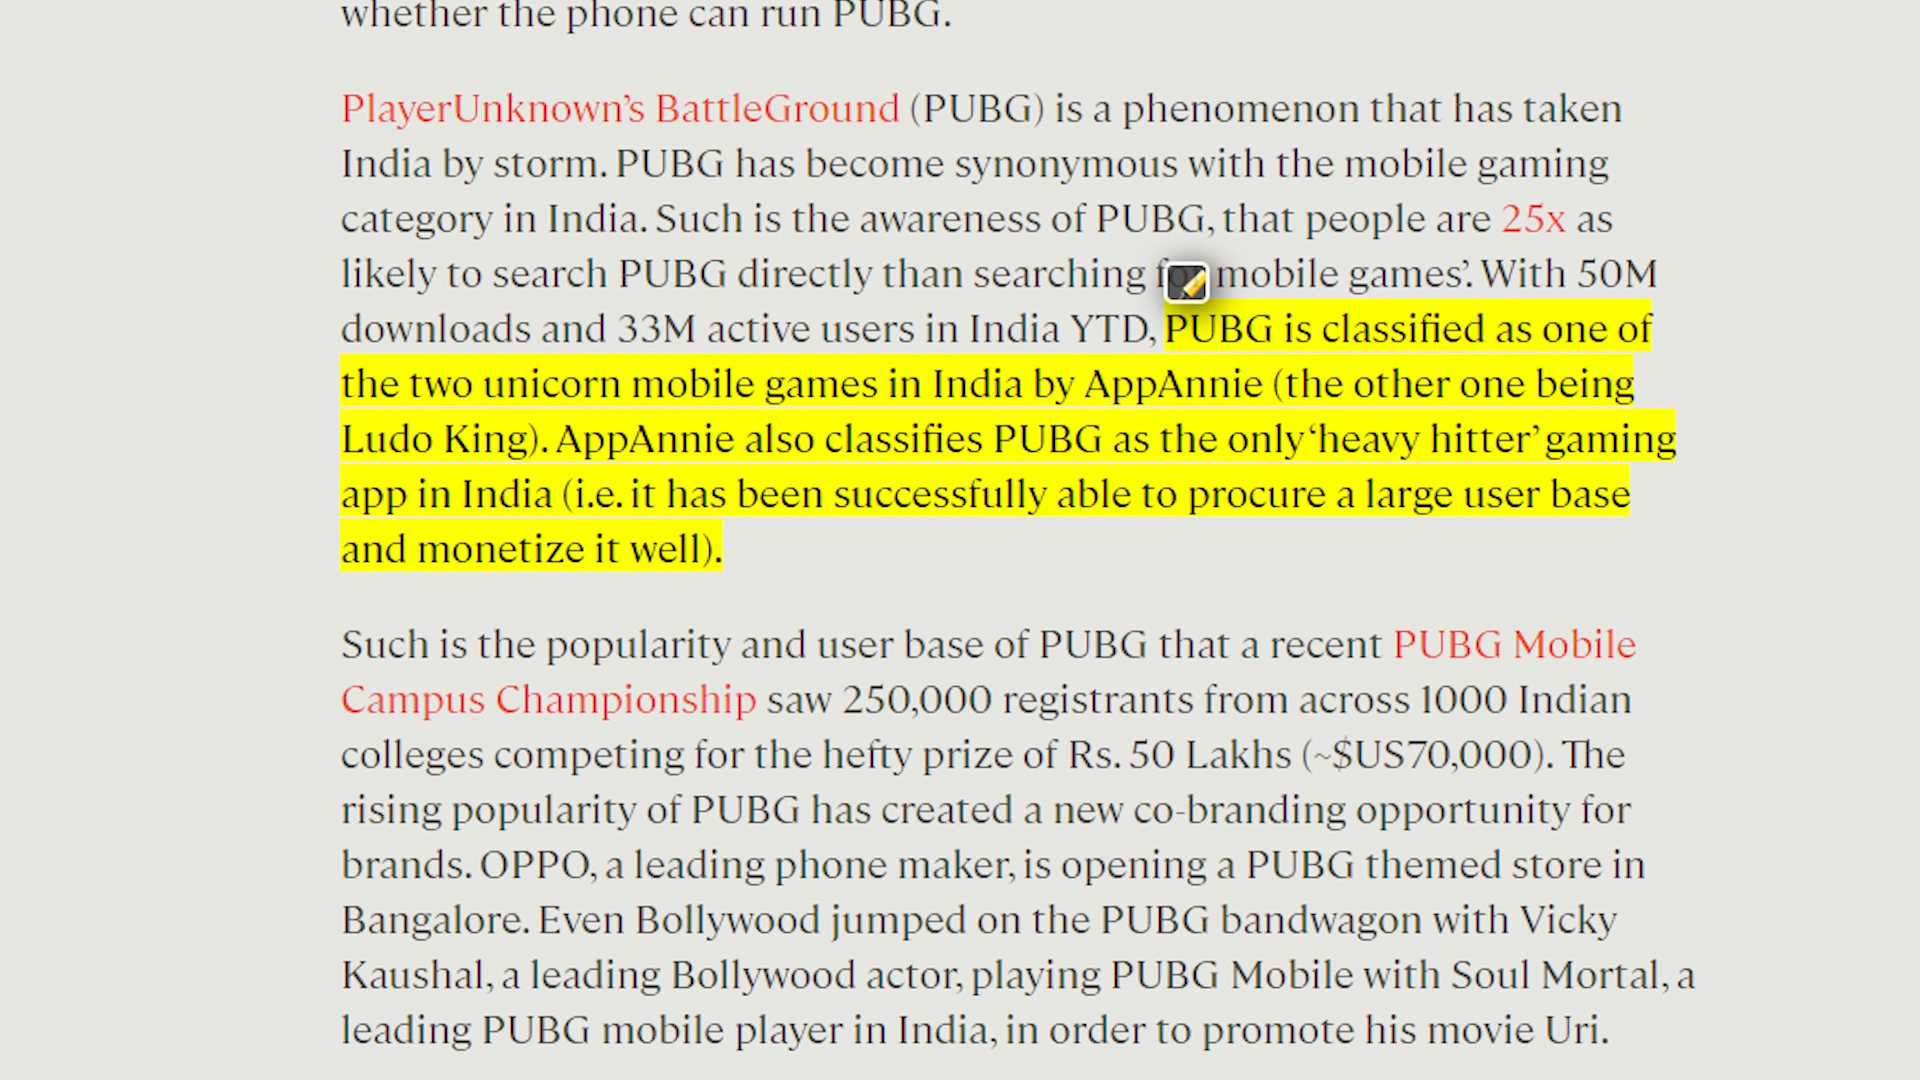 whether the phone can run PUBG.
PlayerUnknown’s BattleGround (PUBG) is a phenomenon that has taken
India by storm. PUBG has become synonymous with the mobile gaming
category in India. Such is the awareness of PUBG, that people are 25x as
likely to search PUBG directly than searching mobile games’. With 50M
downloads and 33M active users in India YTD, PUBG is classified as one of
the two unicorn mobile games in India by AppAnnie (the other one being
Ludo King). AppAnnie also classifies PUBG as the only ‘heavy hitter’ gaming
app in India (i.e. it has been successfully able to procure a large user base
and monetize it well).
Such is the popularity and user base of PUBG that a recent PUBG Mobile
Campus Championship saw 250,000 registrants from across 1000 Indian
colleges competing for the hefty prize of Rs. 50 Lakhs (~$US70,000). The
rising popularity of PUBG has created a new co-branding opportunity for
brands. OPPO, a leading phone maker, is opening a PUBG themed store in
Bangalore. Even Bollywood jumped on the PUBG bandwagon with Vicky
Kaushal, a leading Bollywood actor, playing PUBG Mobile with Soul Mortal, a
leading PUBG mobile player in India, in order to promote his movie Uri.